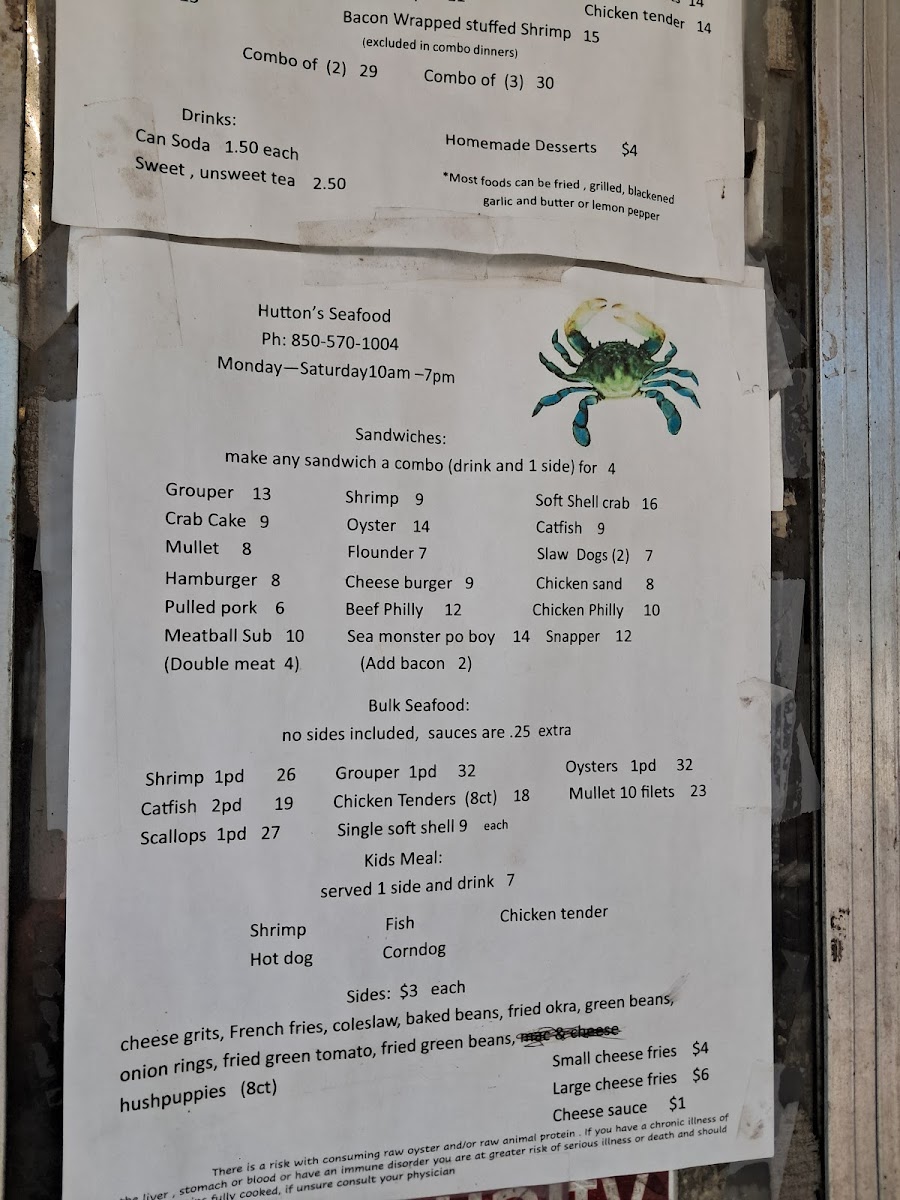 14
Chicken tender 14
Bacon Wrapped stuffed Shrimp 15
(excluded in combo dinners)
Combo of (2) 29 Combo of (3) 30
Drinks:
Can Soda 1.50 each
Sweet , unsweet tea 2.50
Homemade Desserts $4
*Most foods can be fried , grilled, blackened
garlic and butter or lemon pepper
Hutton's Seafood
Ph: 850-570-1004
Monday—Saturday10am –7pm
Sandwiches:
make any sandwich a combo (drink and 1 side) for 4
Grouper 13 Shrimp 9 Soft Shell crab 16
Crab Cake 9 Oyster 14 Catfish 9
Mullet 8 Flounder 7 Slaw Dogs (2) 7
Hamburger 8 Cheese burger 9 Chicken sand 8
Pulled pork 6 Beef Philly 12 Chicken Philly 10
Meatball Sub 10 Sea monster po boy 14 Snapper 12
(Double meat 4) (Add bacon 2)
Bulk Seafood:
no sides included, sauces are .25 extra
Shrimp 1pd 26 Grouper 1pd 32 Oysters 1pd 32
Catfish 2pd 19 Chicken Tenders (8ct) 18 Mullet 10 filets 23
Scallops 1pd 27 Single soft shell 9 each
Kids Meal:
served 1 side and drink 7
Shrimp Fish Chicken tender
Hot dog Corndog
Sides: $3 each
cheese grits, French fries, coleslaw, baked beans, fried okra, green beans,
onion rings, fried green tomato, fried green beans, mac & cheese
hushpuppies (8ct)
Small cheese fries $4
Large cheese fries $6
Cheese sauce $1
There is a risk with consuming raw oyster and/or raw animal protein . If you have a chronic illness of
the liver , stomach or blood or have an immune disorder you are at greater risk of serious illness or death and should
fully cooked, if unsure consult your physician